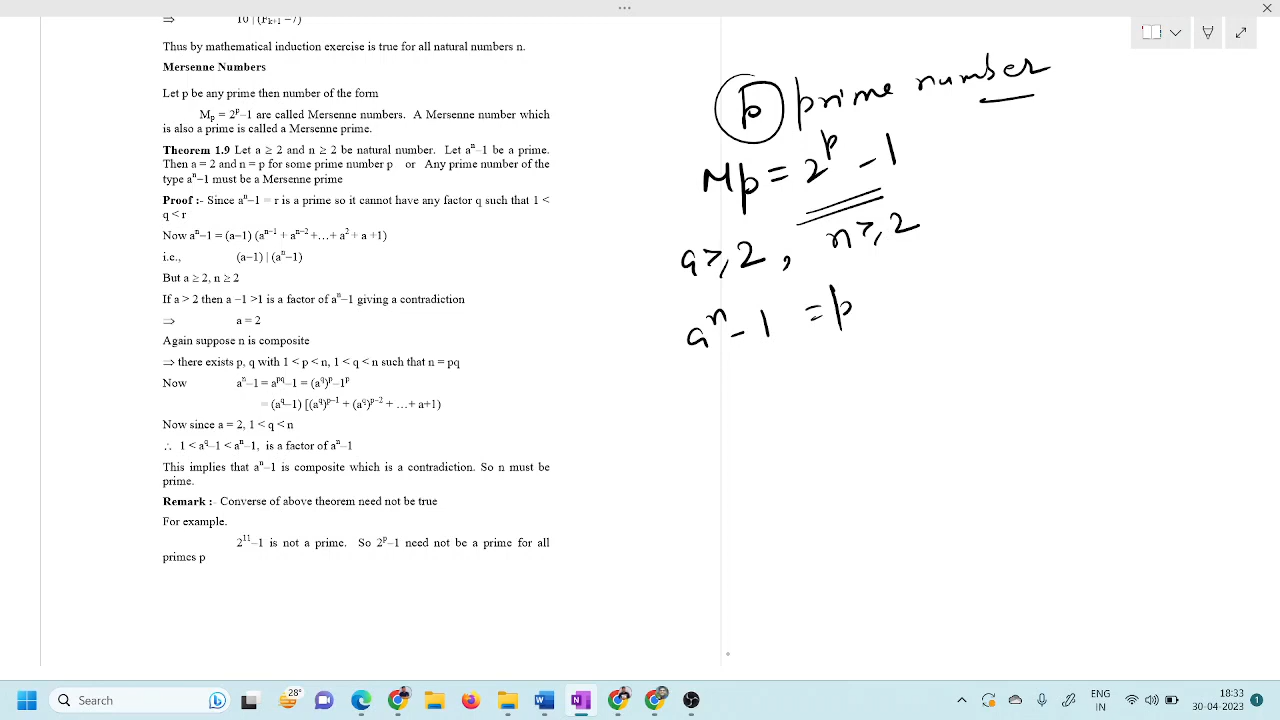 ⇒ 10 | (F_{k+1} −7)
Thus by mathematical induction exercise is true for all natural numbers n.
Mersenne Numbers
Let p be any prime then number of the form
M_p = 2^p−1 are called Mersenne numbers. A Mersenne number which
is also a prime is called a Mersenne prime.
Theorem 1.9 Let a ≥ 2 and n ≥ 2 be natural number. Let a^n−1 be a prime.
Then a = 2 and n = p for some prime number p or Any prime number of the
type a^n−1 must be a Mersenne prime
Proof :- Since a^n−1 = r is a prime so it cannot have any factor q such that 1 <
q < r
Now a^n−1 = (a−1) (a^{n−1} + a^{n−2} +…+ a^2 + a +1)
i.e., (a−1) | (a^n−1)
But a ≥ 2, n ≥ 2
If a > 2 then a −1 >1 is a factor of a^n−1 giving a contradiction
⇒ a = 2
Again suppose n is composite
⇒ there exists p, q with 1 < p < n, 1 < q < n such that n = pq
Now a^n−1 = a^{pq}−1 = (a^q)^p−1^p
= (a^q−1) [(a^q)^{p−1} + (a^q)^{p−2} + …+ a+1)
Now since a = 2, 1 < q < n
∴ 1 < a^q−1 < a^n−1, is a factor of a^n−1
This implies that a^n−1 is composite which is a contradiction. So n must be
prime.
Remark :- Converse of above theorem need not be true
For example.
2^{11}−1 is not a prime. So 2^p−1 need not be a prime for all
primes p
p prime number
Mp = 2^p − 1
a ≥ 2 , n ≥ 2
a^n − 1 = p
Search
28°
ENG
IN
18:33
30-04-2023
1